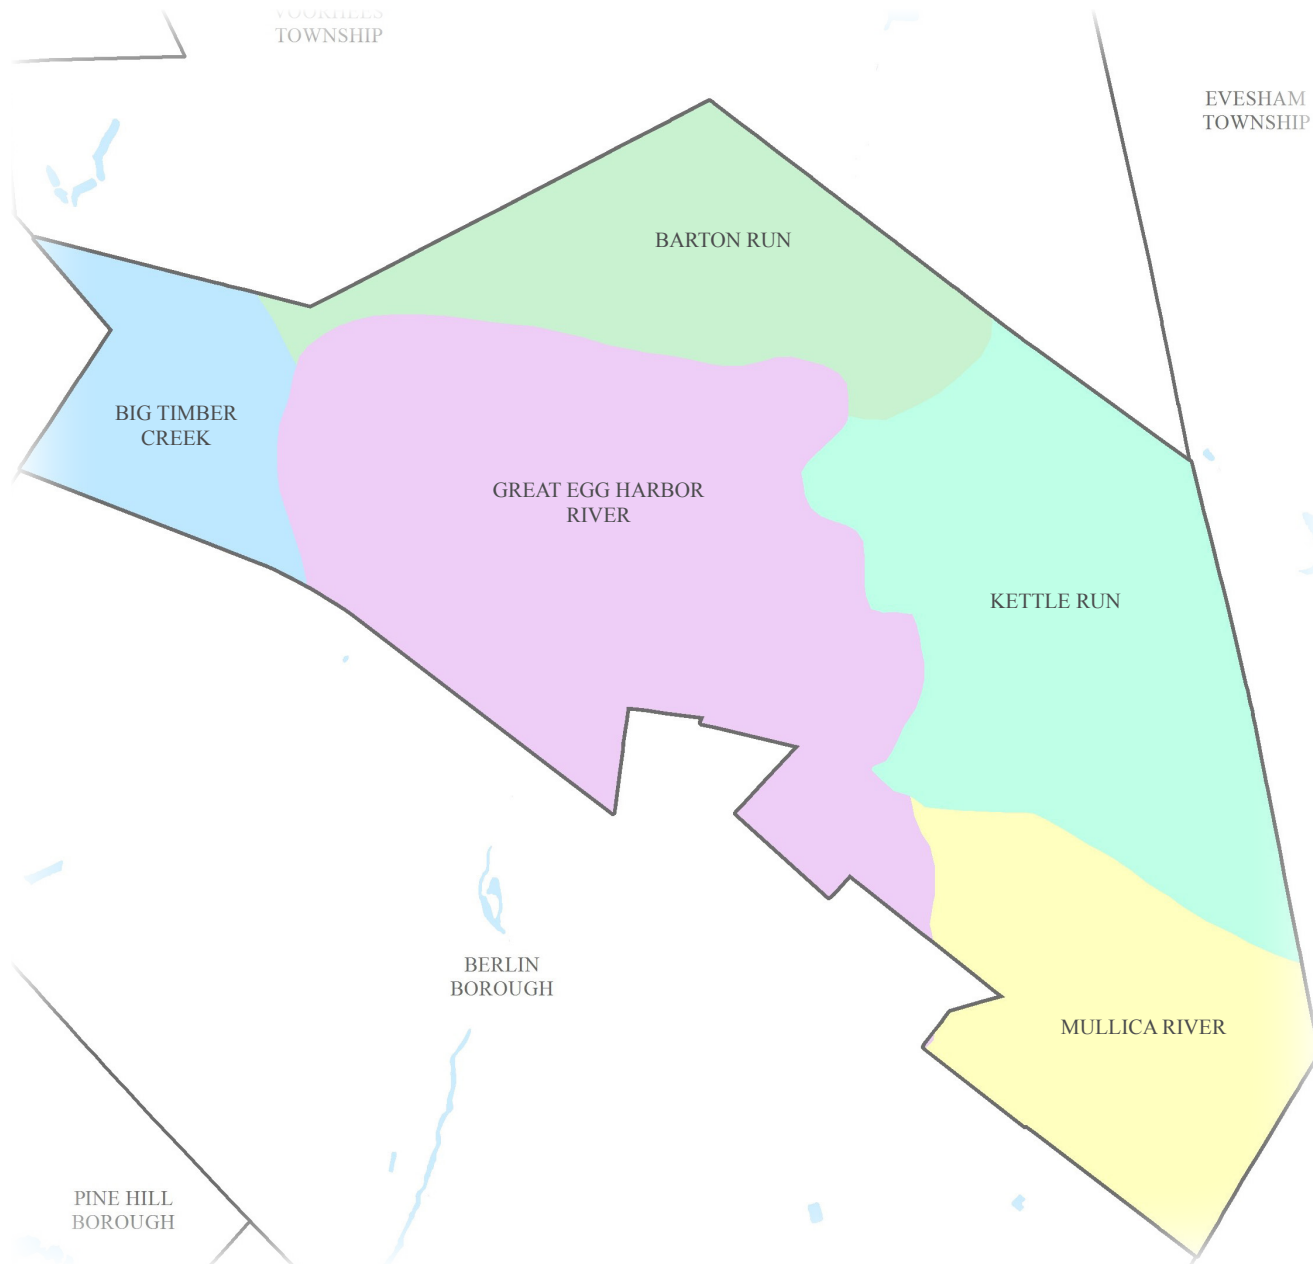 VOORHEES
TOWNSHIP
EVESHAM
TOWNSHIP
BARTON RUN
BIG TIMBER
CREEK
GREAT EGG HARBOR
RIVER
KETTLE RUN
BERLIN
BOROUGH
MULLICA RIVER
PINE HILL
BOROUGH